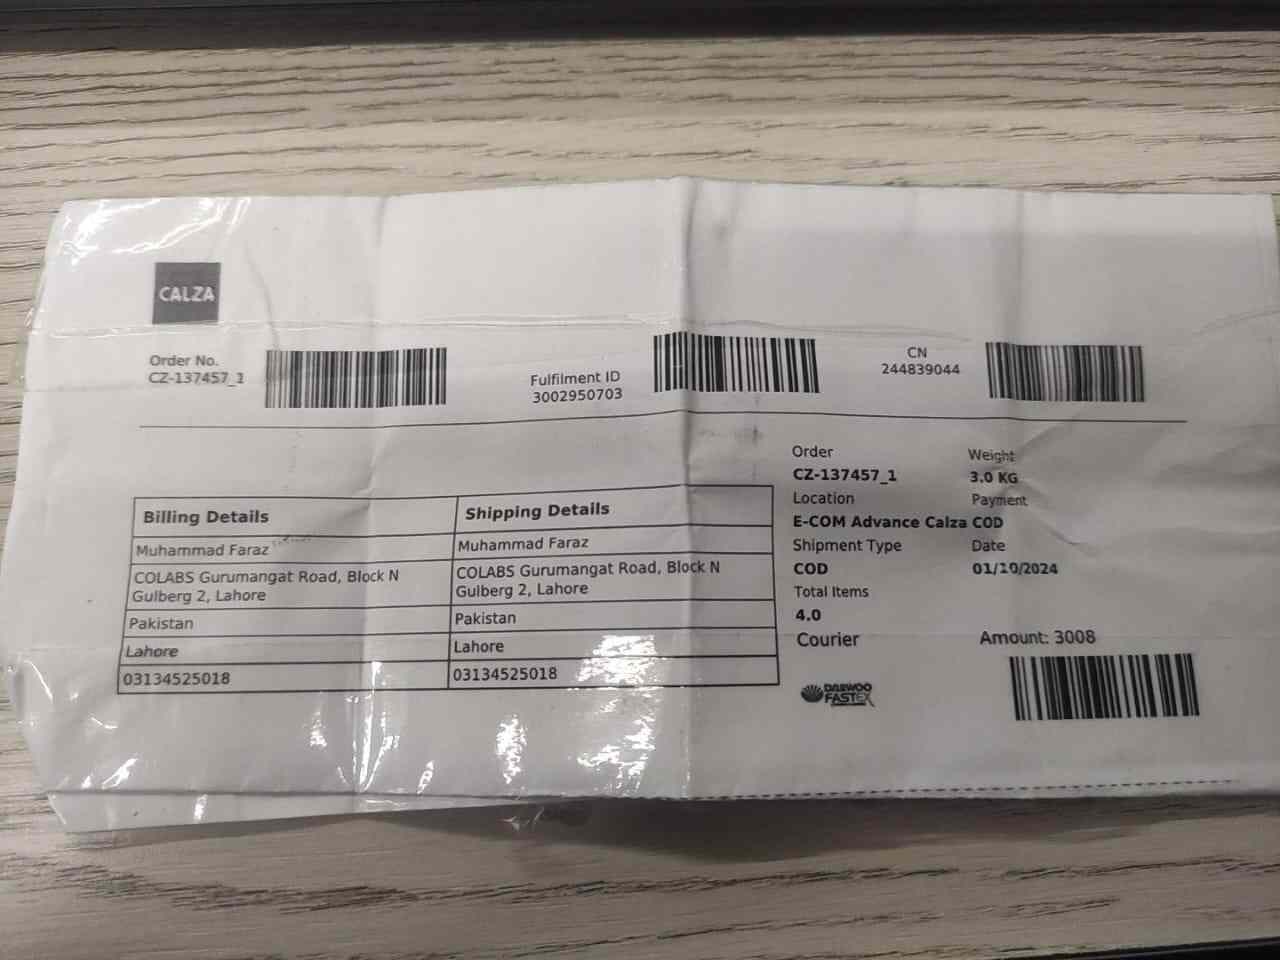 CALZA
Order No.
CZ-137457_1
Fulfilment ID
3002950703
CN
244839044
Billing Details
Shipping Details
Muhammad Faraz
Muhammad Faraz
COLABS Gurumangat Road, Block N
Gulberg 2, Lahore
COLABS Gurumangat Road, Block N
Gulberg 2, Lahore
Pakistan
Pakistan
Lahore
Lahore
03134525018
03134525018
Order
Weight
CZ-137457_1
3.0 KG
Location
Payment
E-COM Advance Calza
COD
Shipment Type
Date
COD
01/10/2024
Total Items
4.0
Courier
Amount: 3008
DAEWOO
FASTEX